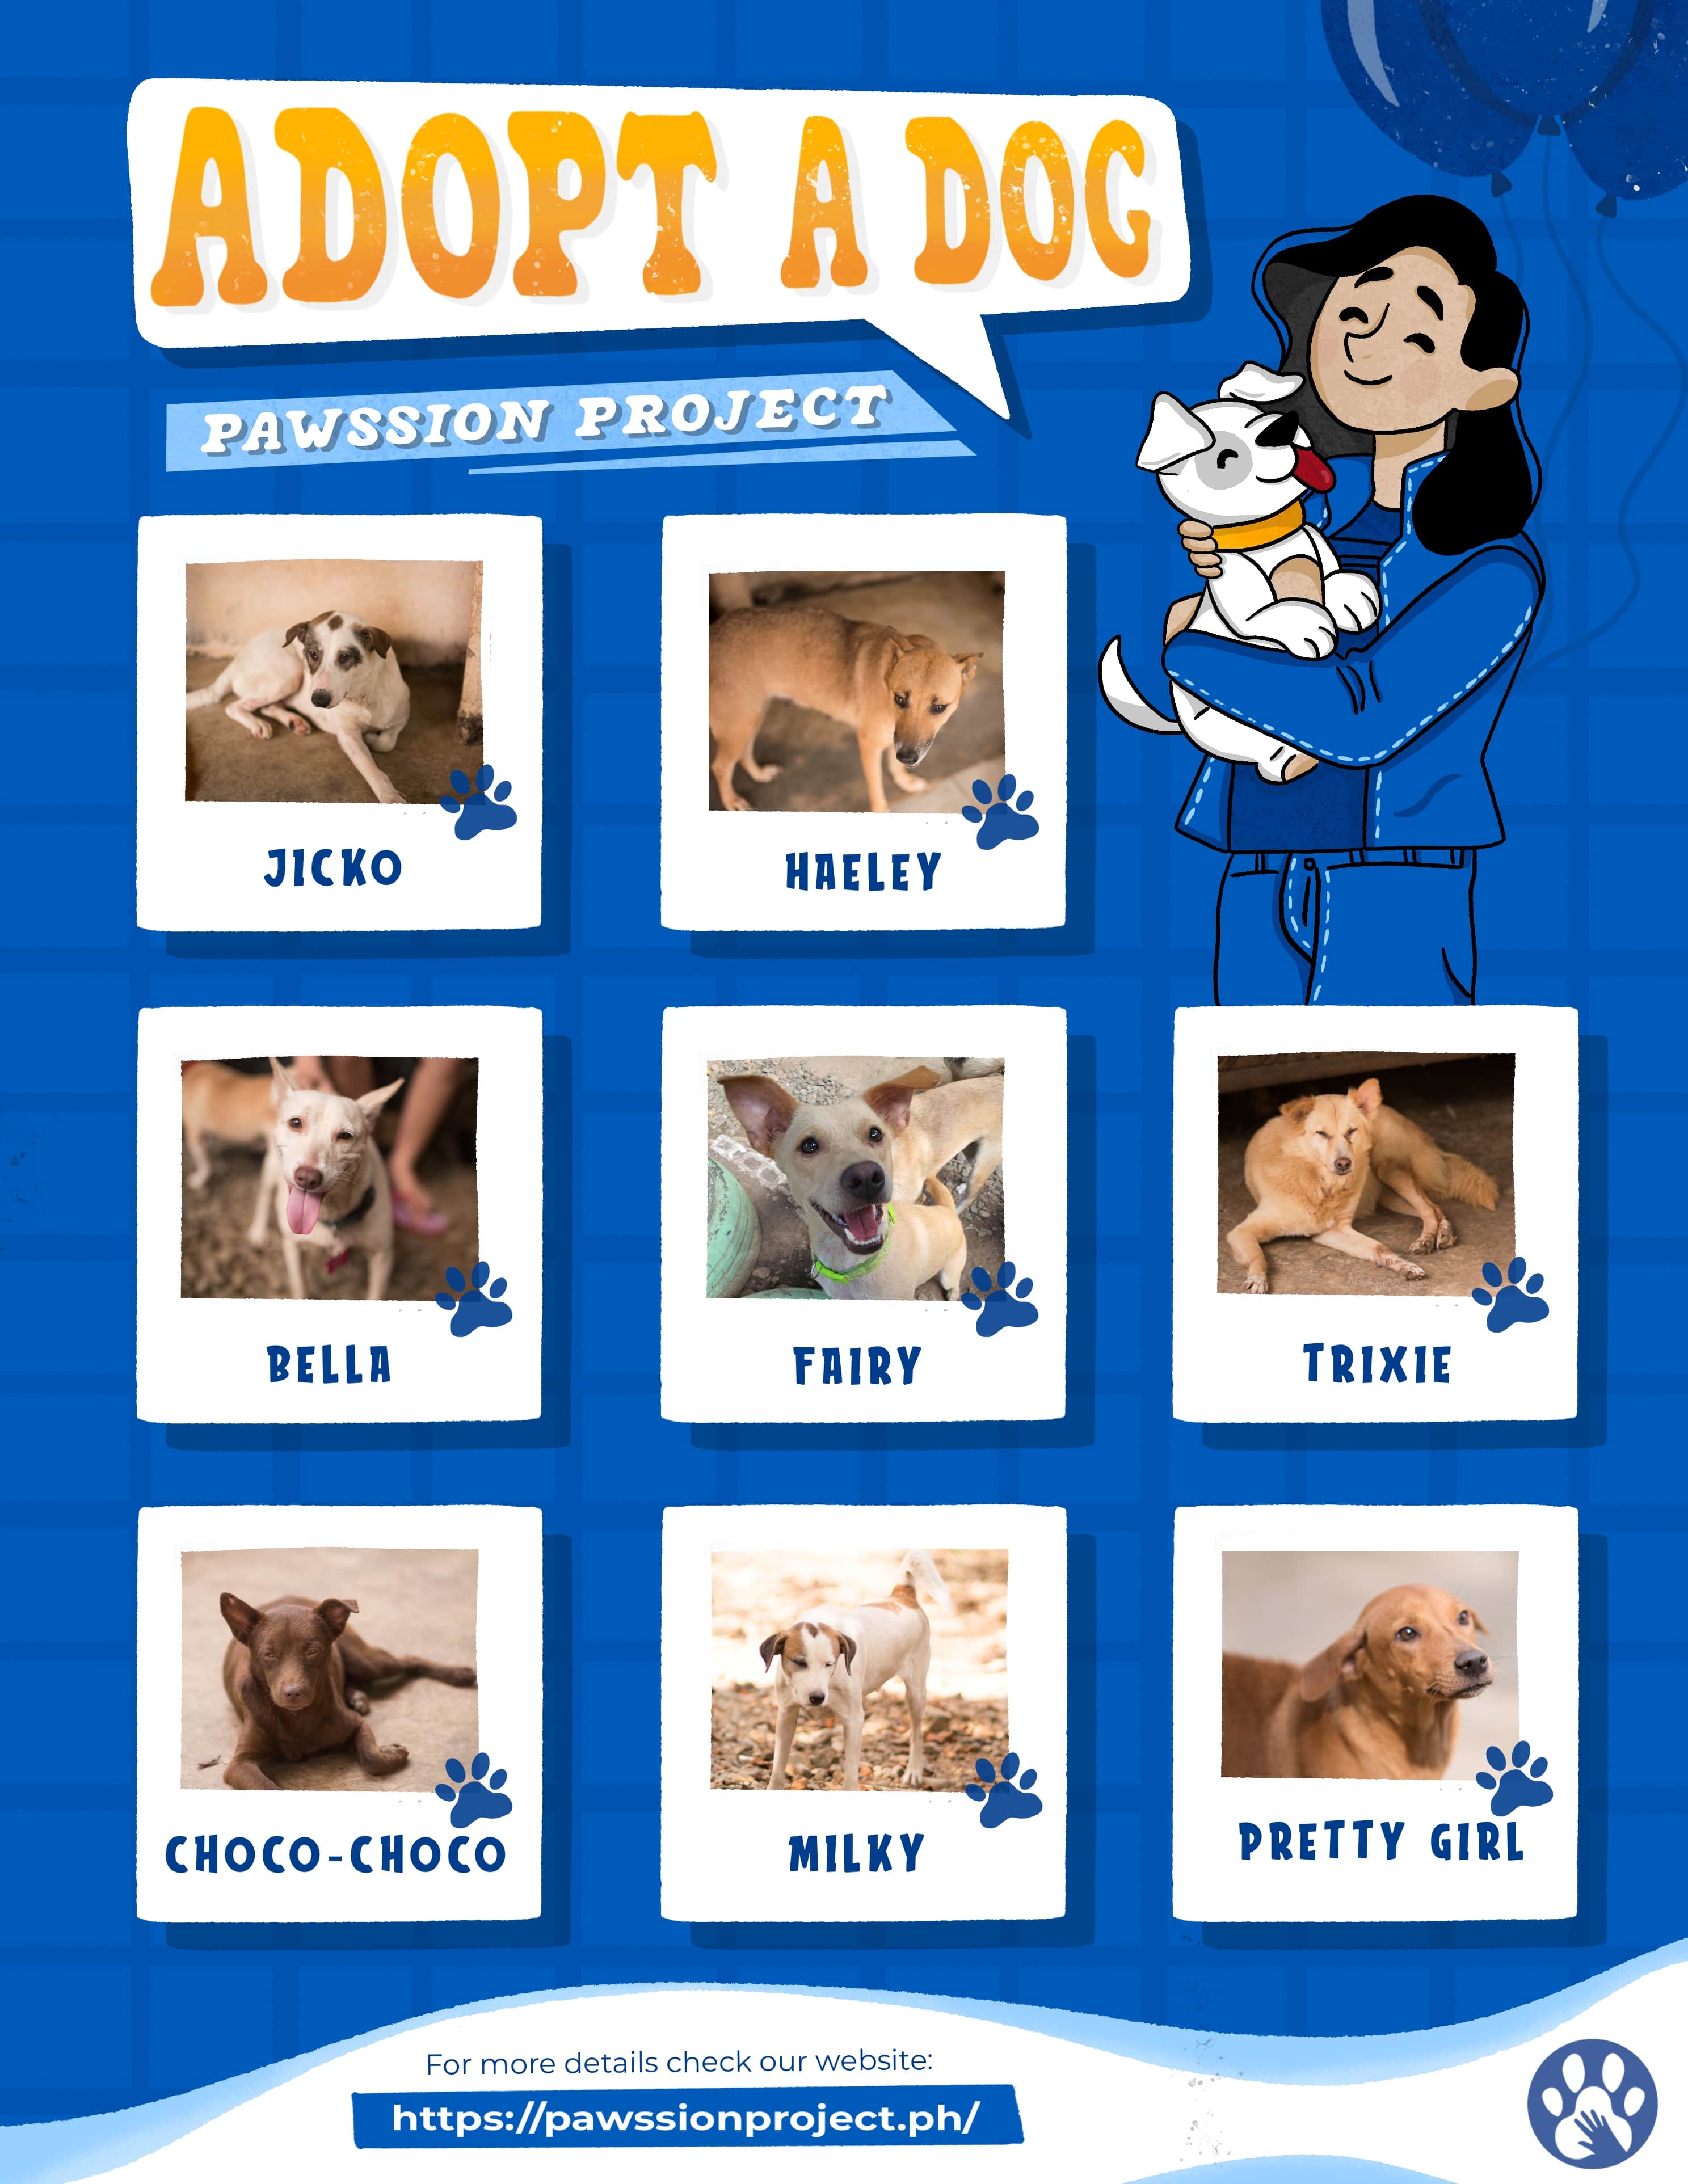 ADOPT A DOG
PAWSSION PROJECT
JICKO
HAELEY
BELLA
FAIRY
TRIXIE
CHOCO-CHOCO
MILKY
PRETTY GIRL
For more details check our website:
https://pawssionproject.ph/